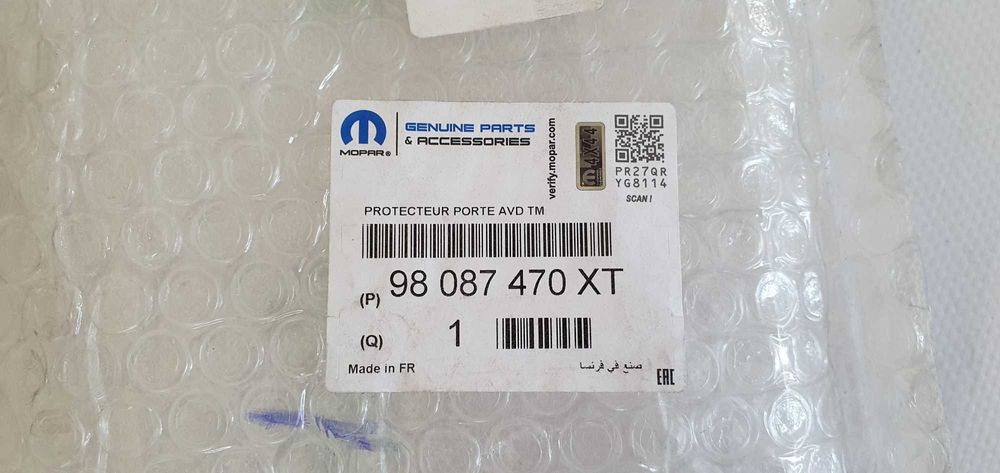 MOPAR®
GENUINE PARTS
& ACCESSORIES
verify.mopar.com
4X44
PR27QR
YG8114
SCAN!
PROTECTEUR PORTE AVD TM
(P) 98 087 470 XT
(Q) 1
Made in FR
صنع في فرنسا
EAC